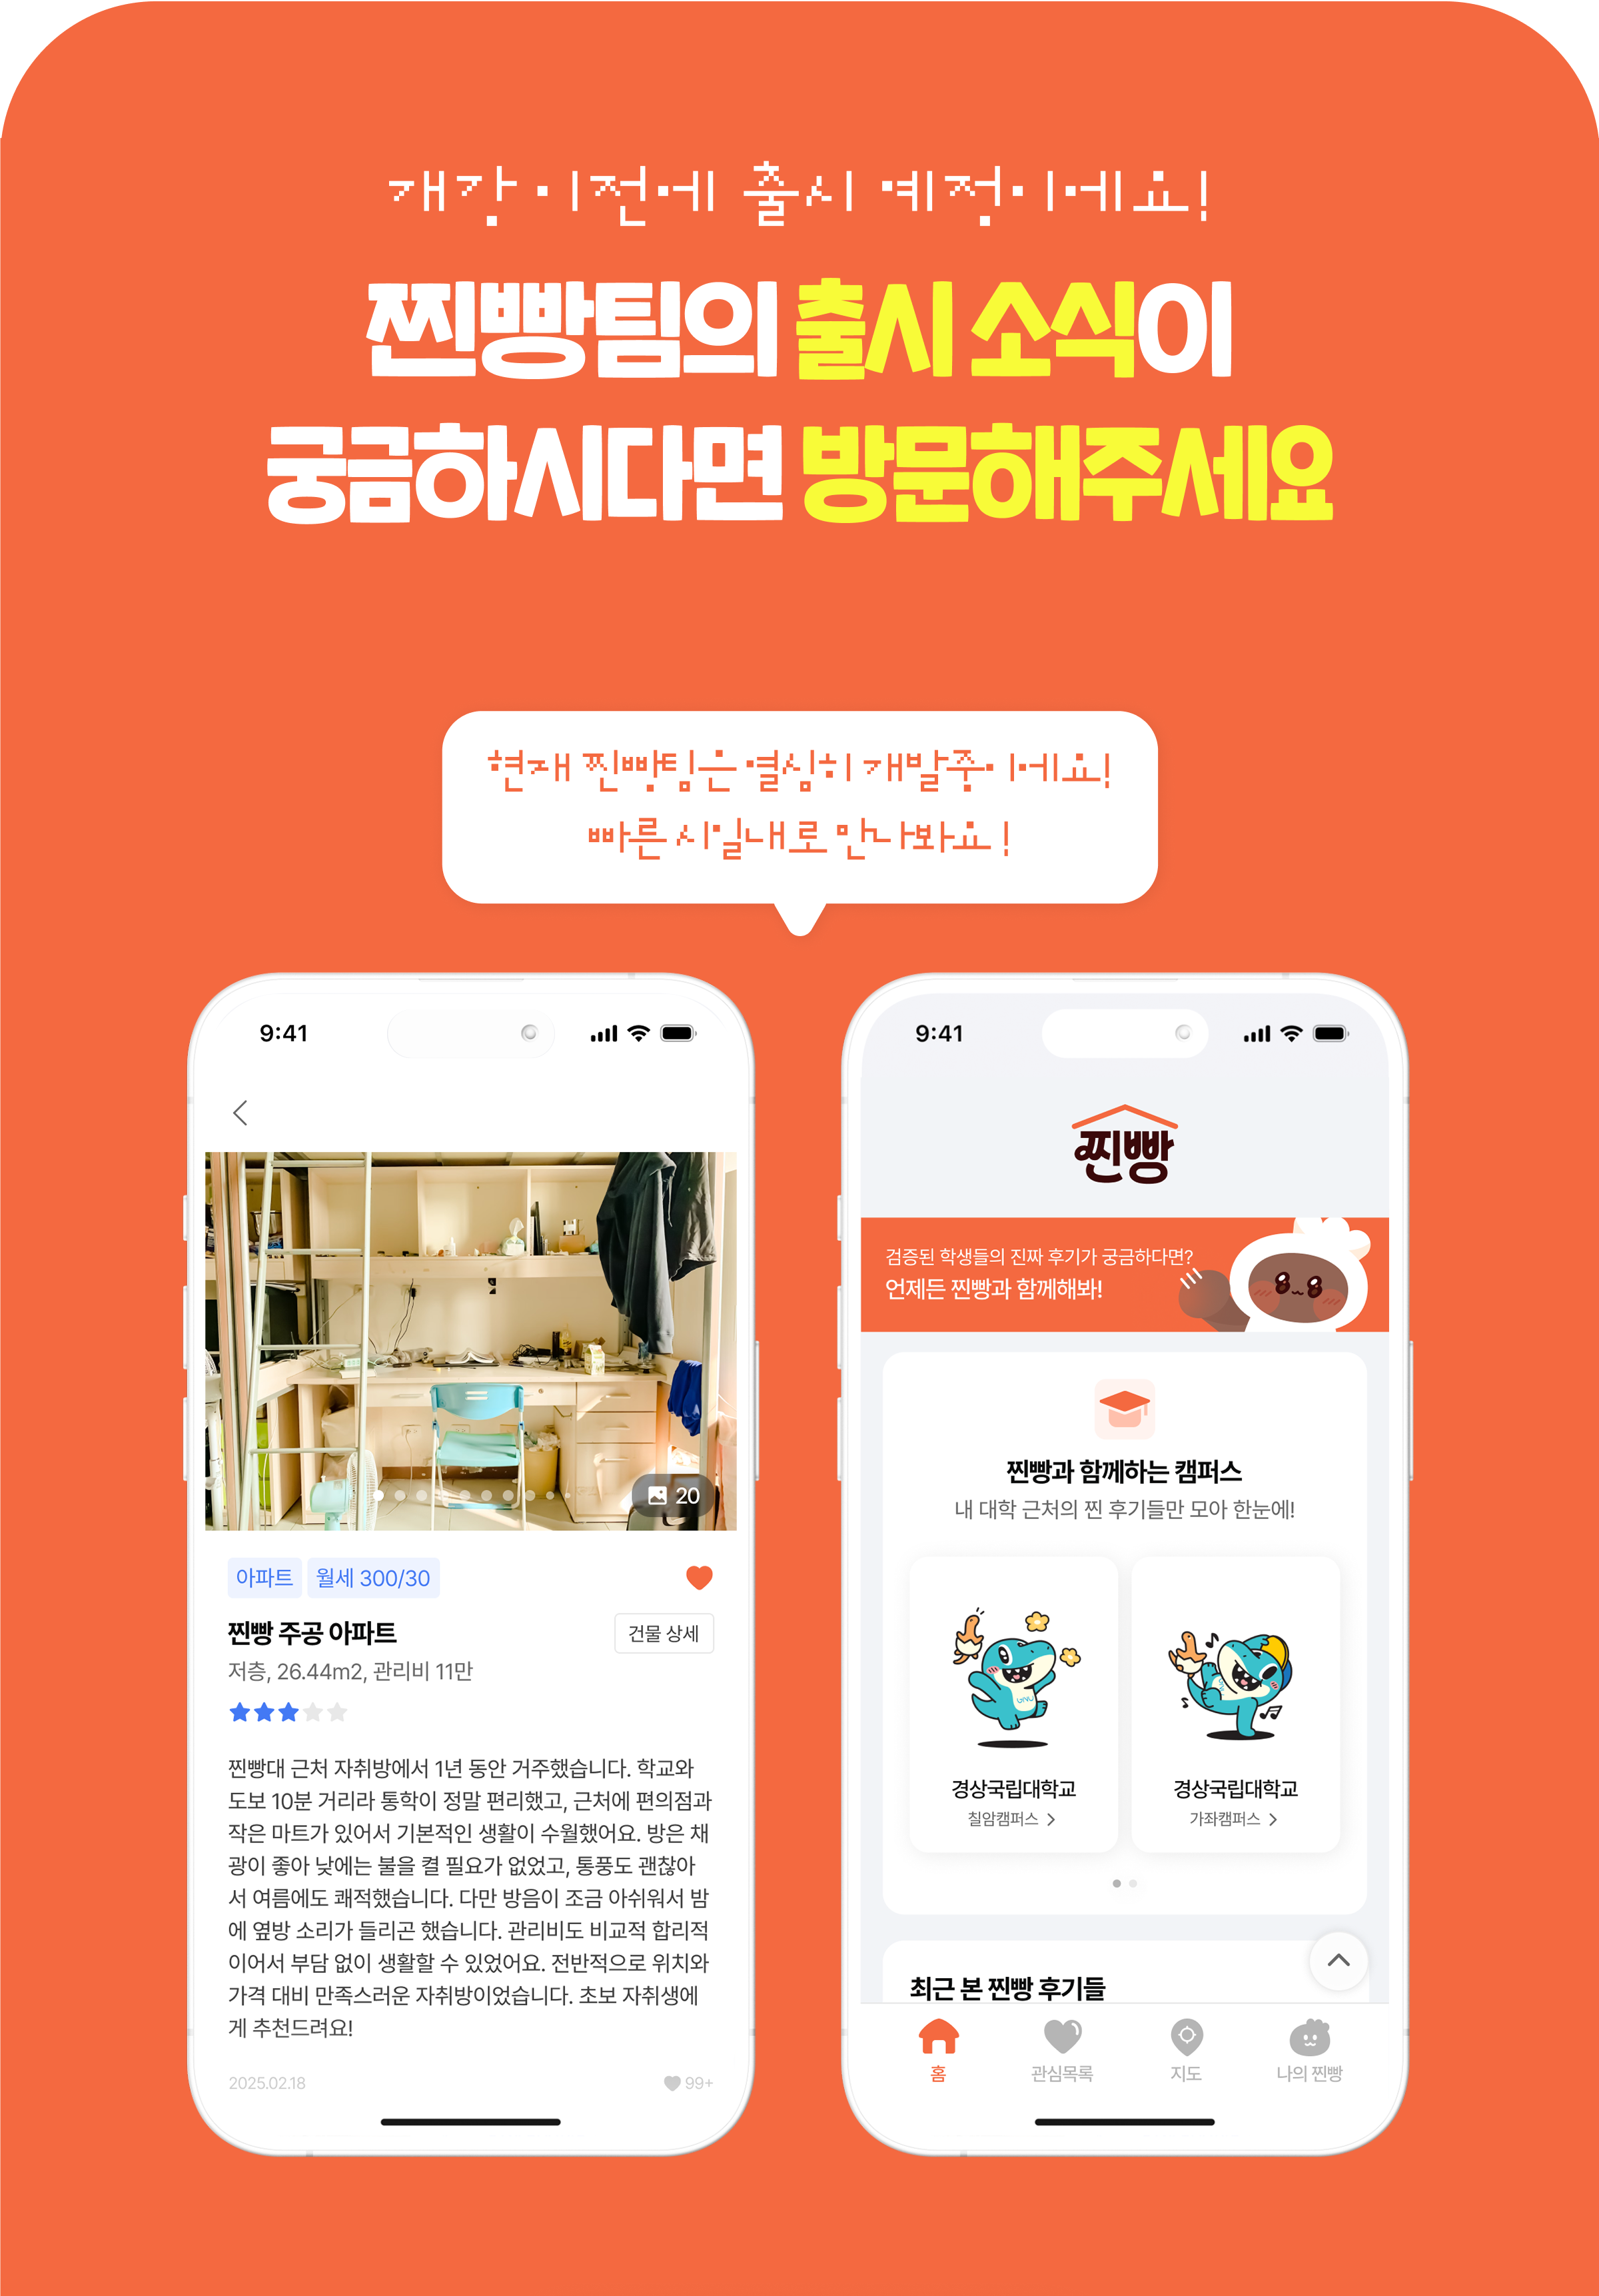 개강 이전에 출시 예정이에요!
찐빵팀의 출시 소식이
궁금하시다면 방문해주세요
현재 찐빵팀은 열심히 개발중이에요!
빠른 시일내로 만나봐요!
9:41
20
아파트
월세 300/30
찐빵 주공 아파트
건물 상세
저층, 26.44m2, 관리비 11만
찐빵대 근처 자취방에서 1년 동안 거주했습니다. 학교와
도보 10분 거리라 통학이 정말 편리했고, 근처에 편의점과
작은 마트가 있어서 기본적인 생활이 수월했어요. 방은 채
광이 좋아 낮에는 불을 켤 필요가 없었고, 통풍도 괜찮아
서 여름에도 쾌적했습니다. 다만 방음이 조금 아쉬워서 밤
에 옆방 소리가 들리곤 했습니다. 관리비도 비교적 합리적
이어서 부담 없이 생활할 수 있었어요. 전반적으로 위치와
가격 대비 만족스러운 자취방이었습니다. 초보 자취생에
게 추천드려요!
2025.02.18
99+
9:41
찐빵
검증된 학생들의 진짜 후기가 궁금하다면?
언제든 찐빵과 함께해봐!
찐빵과 함께하는 캠퍼스
내 대학 근처의 찐 후기들만 모아 한눈에!
GNU
경상국립대학교
칠암캠퍼스
GNU
경상국립대학교
가좌캠퍼스
최근 본 찐빵 후기들
홈
관심목록
지도
나의 찐빵